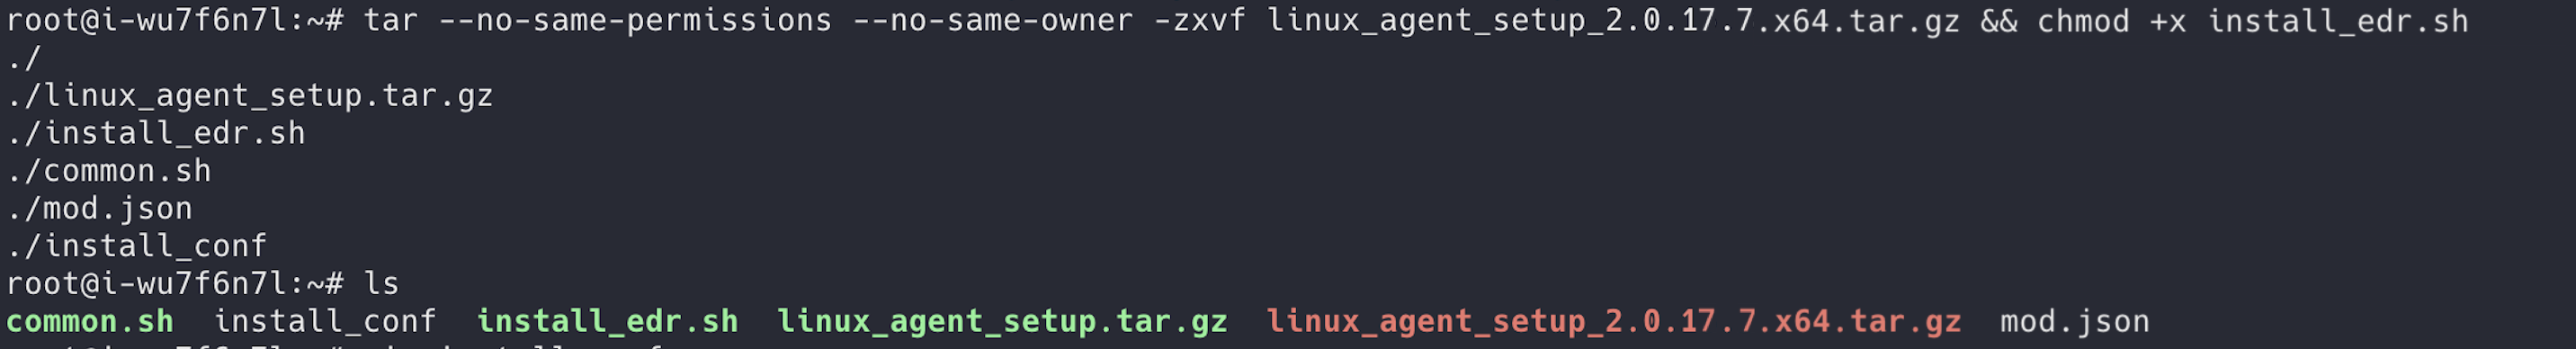 root@i-wu7f6n7l:~# tar --no-same-permissions --no-same-owner -zxvf linux_agent_setup_2.0.17.7.x64.tar.gz && chmod +x install_edr.sh
./
./linux_agent_setup.tar.gz
./install_edr.sh
./common.sh
./mod.json
./install_conf
root@i-wu7f6n7l:~# ls
common.sh  install_conf  install_edr.sh  linux_agent_setup.tar.gz  linux_agent_setup_2.0.17.7.x64.tar.gz  mod.json